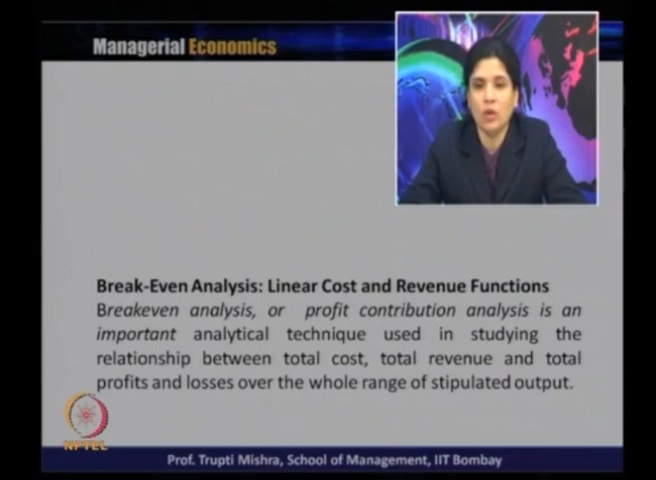 Managerial Economics
Break-Even Analysis: Linear Cost and Revenue Functions
Breakeven analysis, or profit contribution analysis is an
important analytical technique used in studying the
relationship between total cost, total revenue and total
profits and losses over the whole range of stipulated output.
NPTEL
Prof. Trupti Mishra, School of Management, IIT Bombay